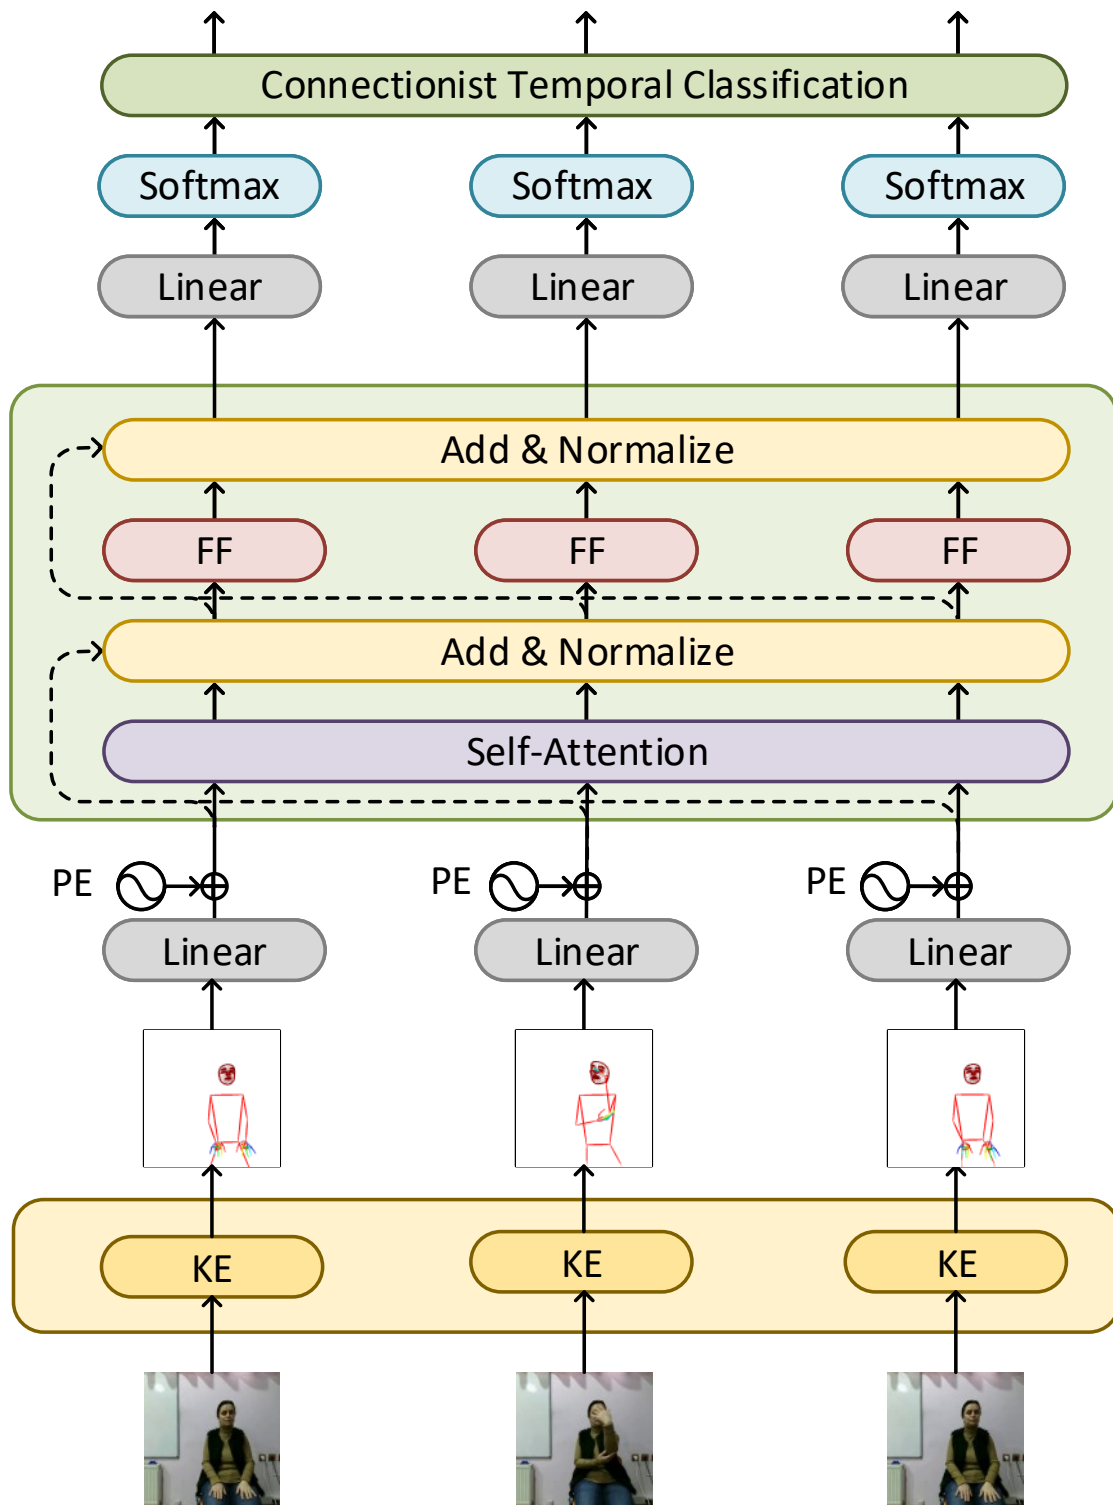 Connectionist Temporal Classification
Softmax Softmax Softmax
Linear Linear Linear
Add & Normalize
FF FF FF
Add & Normalize
Self-Attention
PE PE PE
Linear Linear Linear
KE KE KE